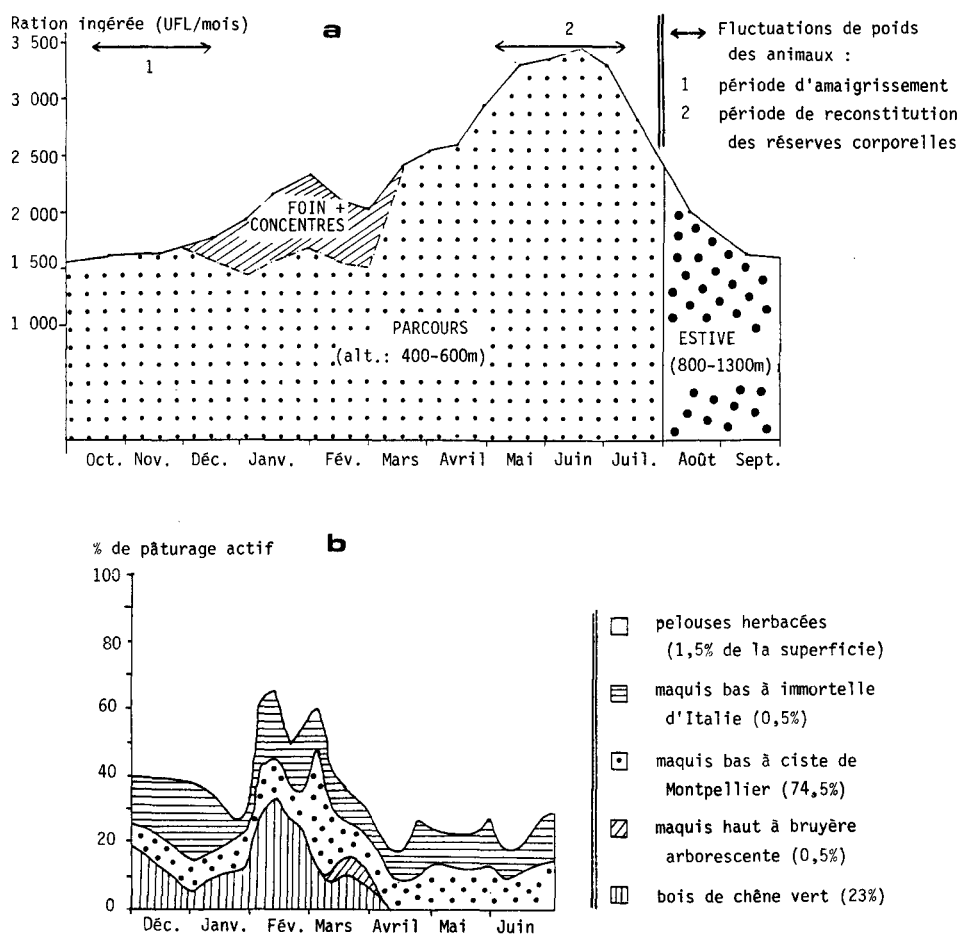 Ration ingérée (UFL/mois)
a
3 500
3 000
2 500
2 000
1 500
1 000
1
2
FOIN +
CONCENTRES
PARCOURS
(alt.: 400-600m)
ESTIVE
(800-1300m)
Oct. Nov. Déc. Janv. Fév. Mars Avril Mai Juin Juil. Août Sept.
Fluctuations de poids
des animaux :
1 période d'amaigrissement
2 période de reconstitution
des réserves corporelles
% de pâturage actif
b
100
80
60
40
20
0
Déc. Janv. Fév. Mars Avril Mai Juin
pelouses herbacées
(1,5% de la superficie)
maquis bas à immortelle
d'Italie (0,5%)
maquis bas à ciste de
Montpellier (74,5%)
maquis haut à bruyère
arborescente (0,5%)
bois de chêne vert (23%)